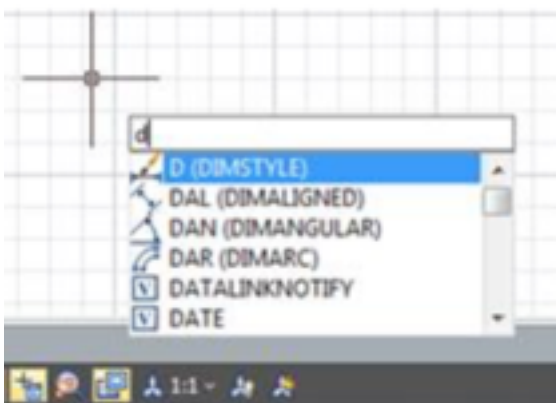 d
D (DIMSTYLE)
DAL (DIMALIGNED)
DAN (DIMANGULAR)
DAR (DIMARC)
DATALINKNOTIFY
DATE
1:1